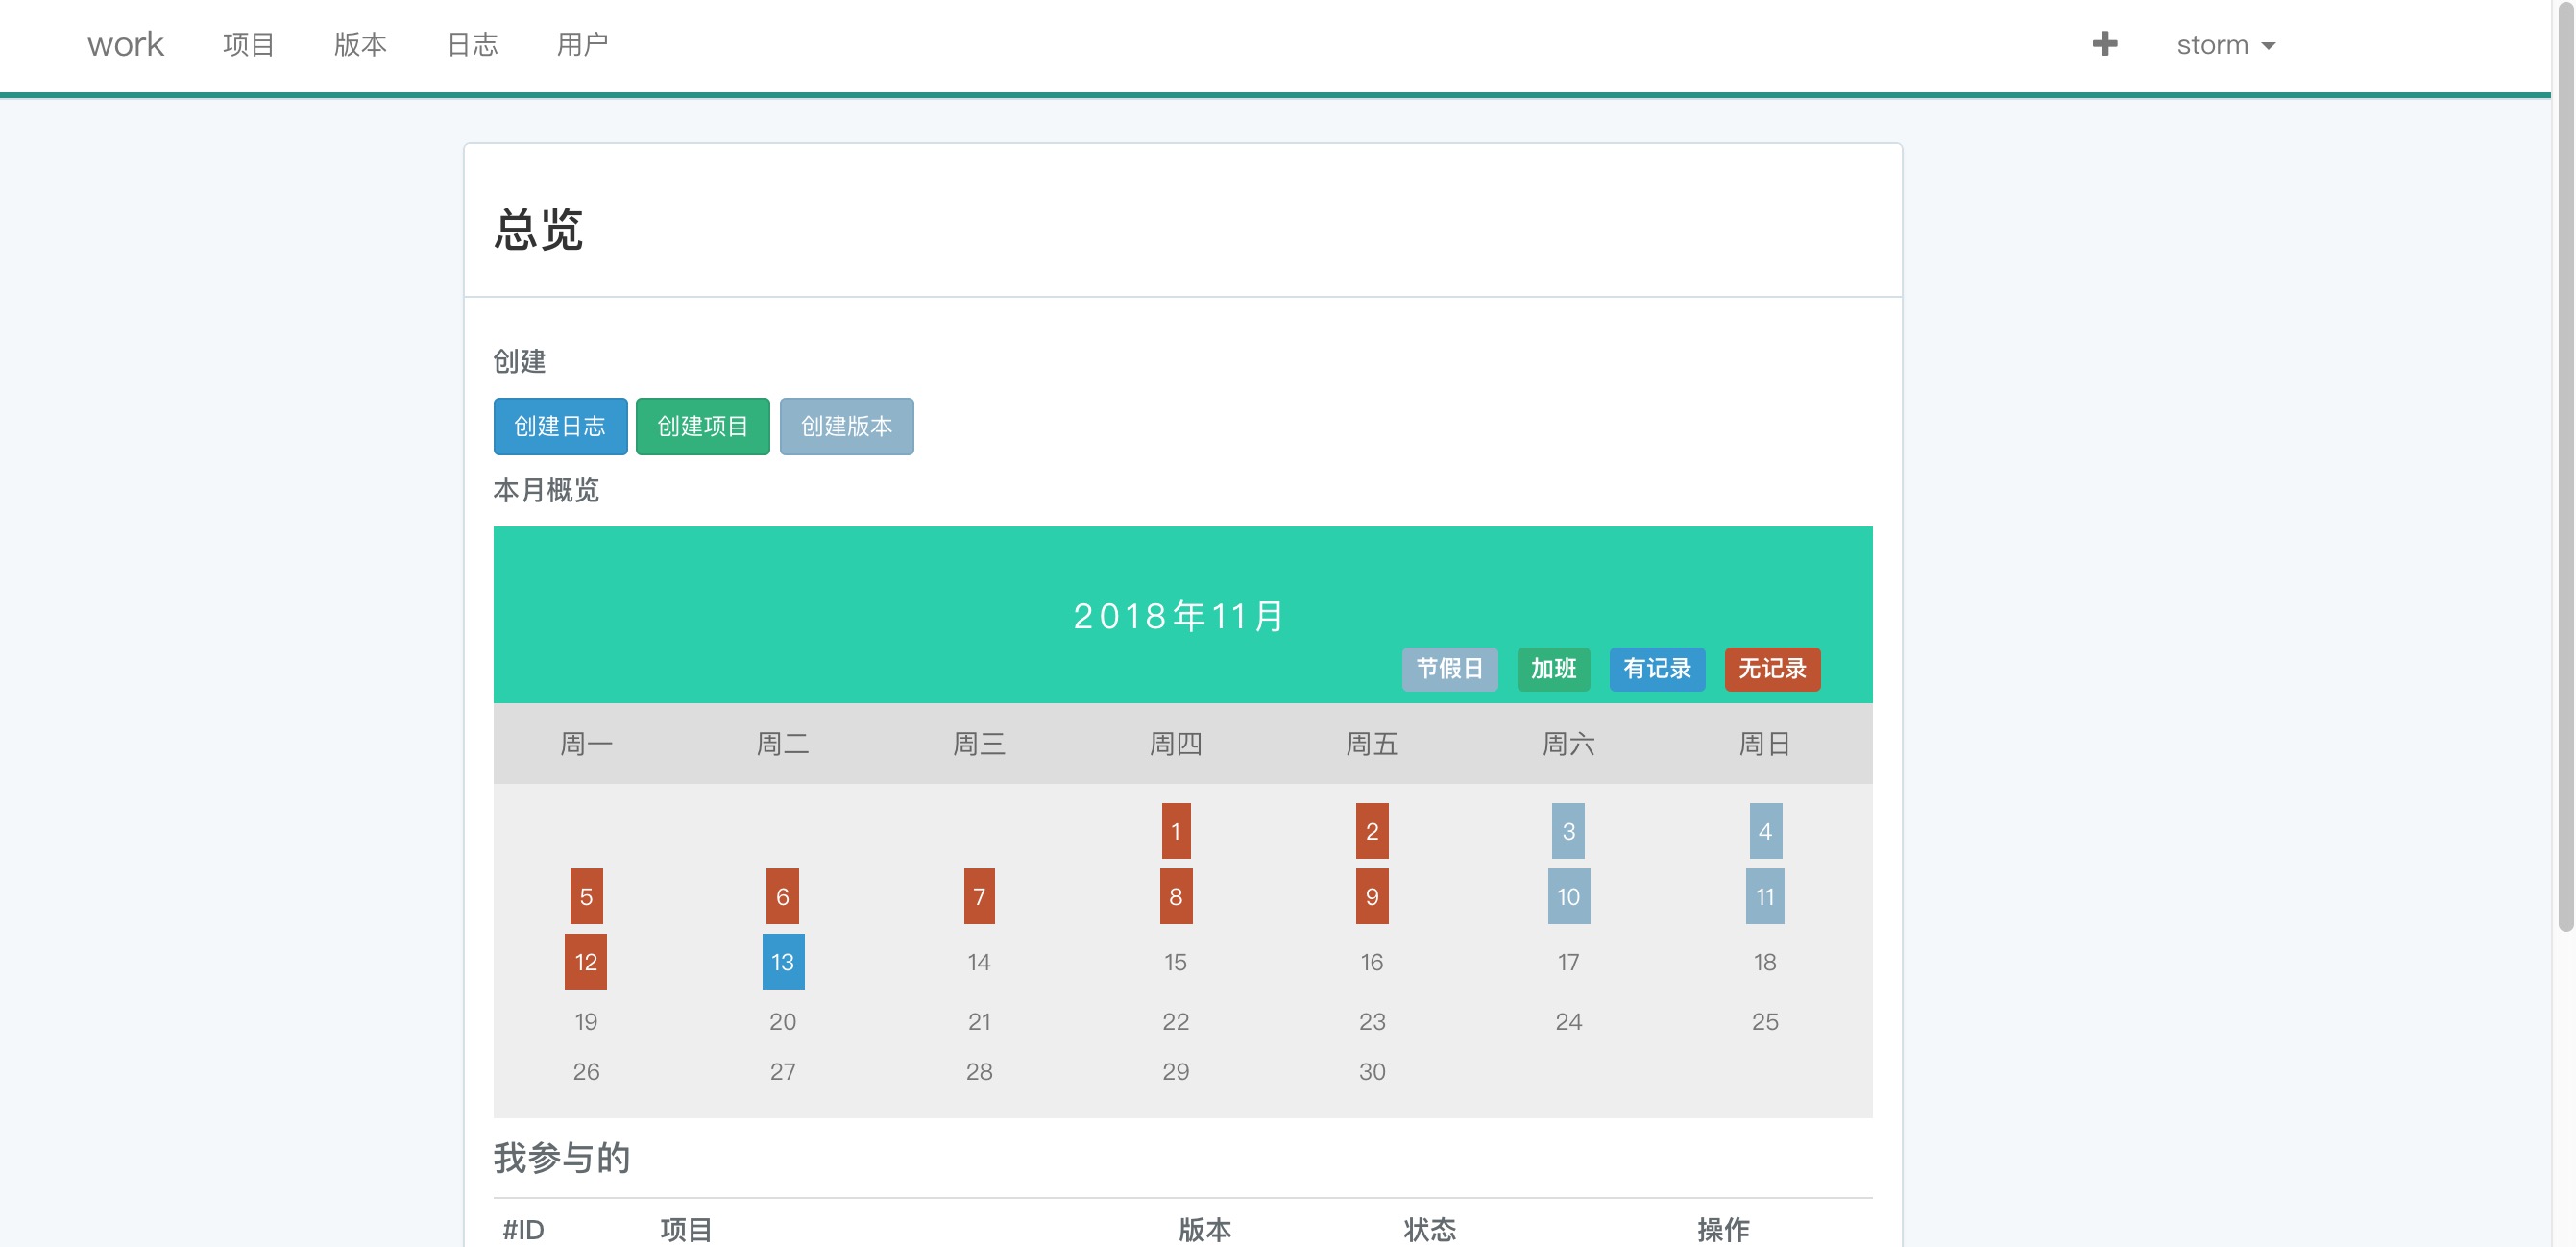 work 项目 版本 日志 用户 storm
总览
创建
创建日志 创建项目 创建版本
本月概览
2018年11月
节假日 加班 有记录 无记录
周一 周二 周三 周四 周五 周六 周日
1 2 3 4
5 6 7 8 9 10 11
12 13 14 15 16 17 18
19 20 21 22 23 24 25
26 27 28 29 30
我参与的
#ID 项目 版本 状态 操作